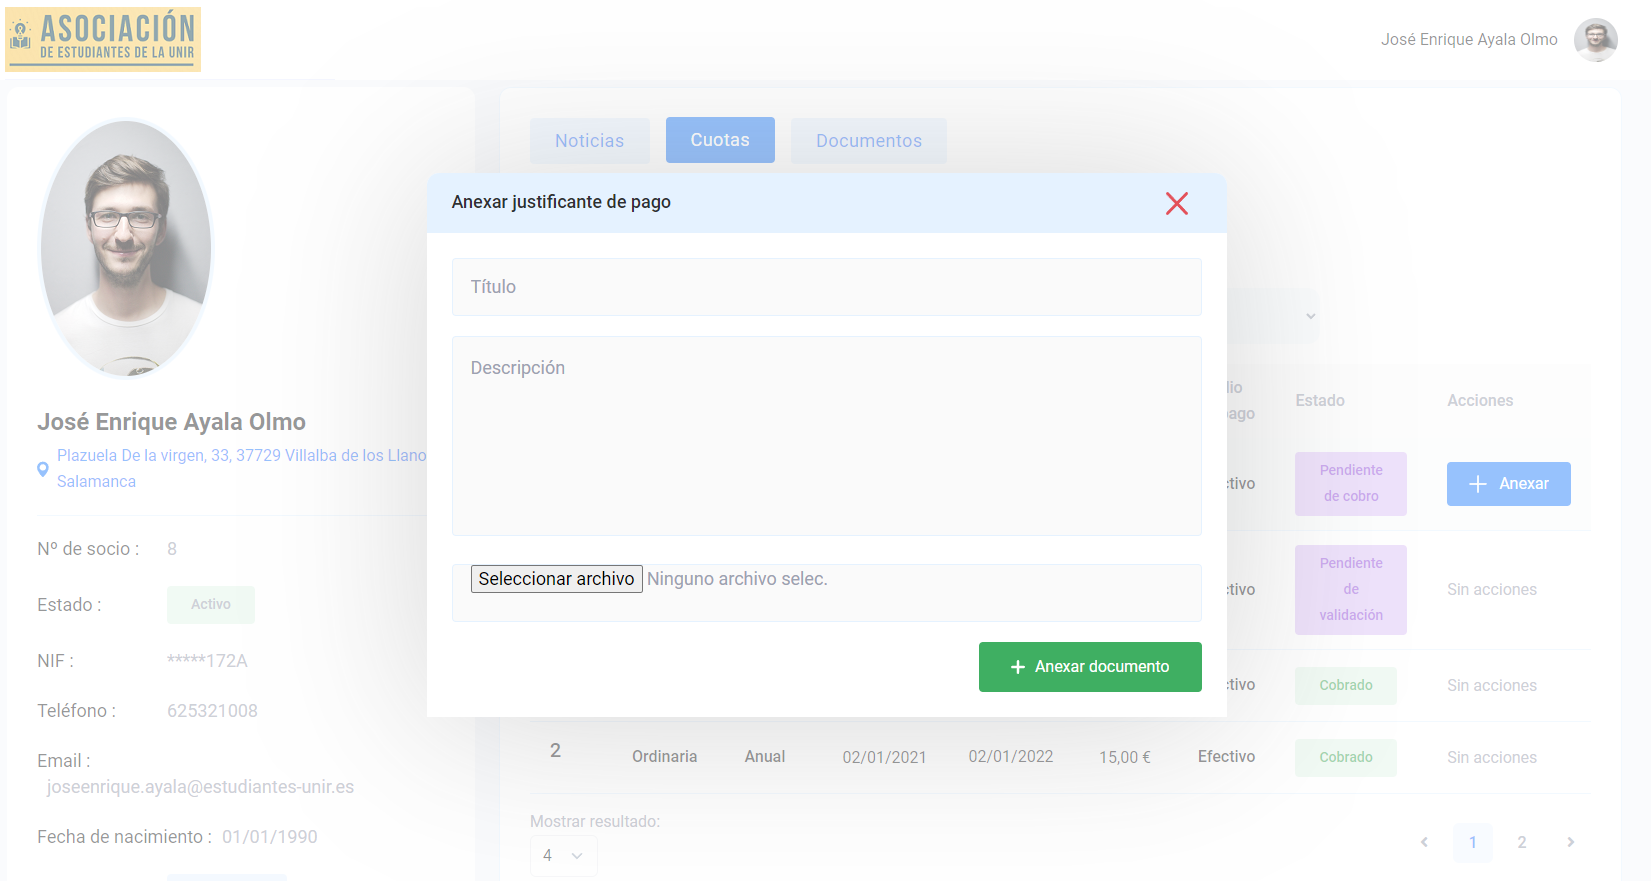 ASOCIACIÓN
DE ESTUDIANTES DE LA UNIR
José Enrique Ayala Olmo
Noticias
Cuotas
Documentos
Anexar justificante de pago
Título
Descripción
Seleccionar archivo Ninguno archivo selec.
+ Anexar documento
José Enrique Ayala Olmo
Plazuela De la virgen, 33, 37729 Villalba de los Llano
Salamanca
Nº de socio : 8
Estado : Activo
NIF : *****172A
Teléfono : 625321008
Email :
joseenrique.ayala@estudiantes-unir.es
Fecha de nacimiento : 01/01/1990
Estado Acciones
Pendiente de cobro
+ Anexar
Pendiente de validación
Sin acciones
Cobrado Sin acciones
2 Ordinaria Anual 02/01/2021 02/01/2022 15,00 € Efectivo Cobrado Sin acciones
Mostrar resultado:
4
1 2